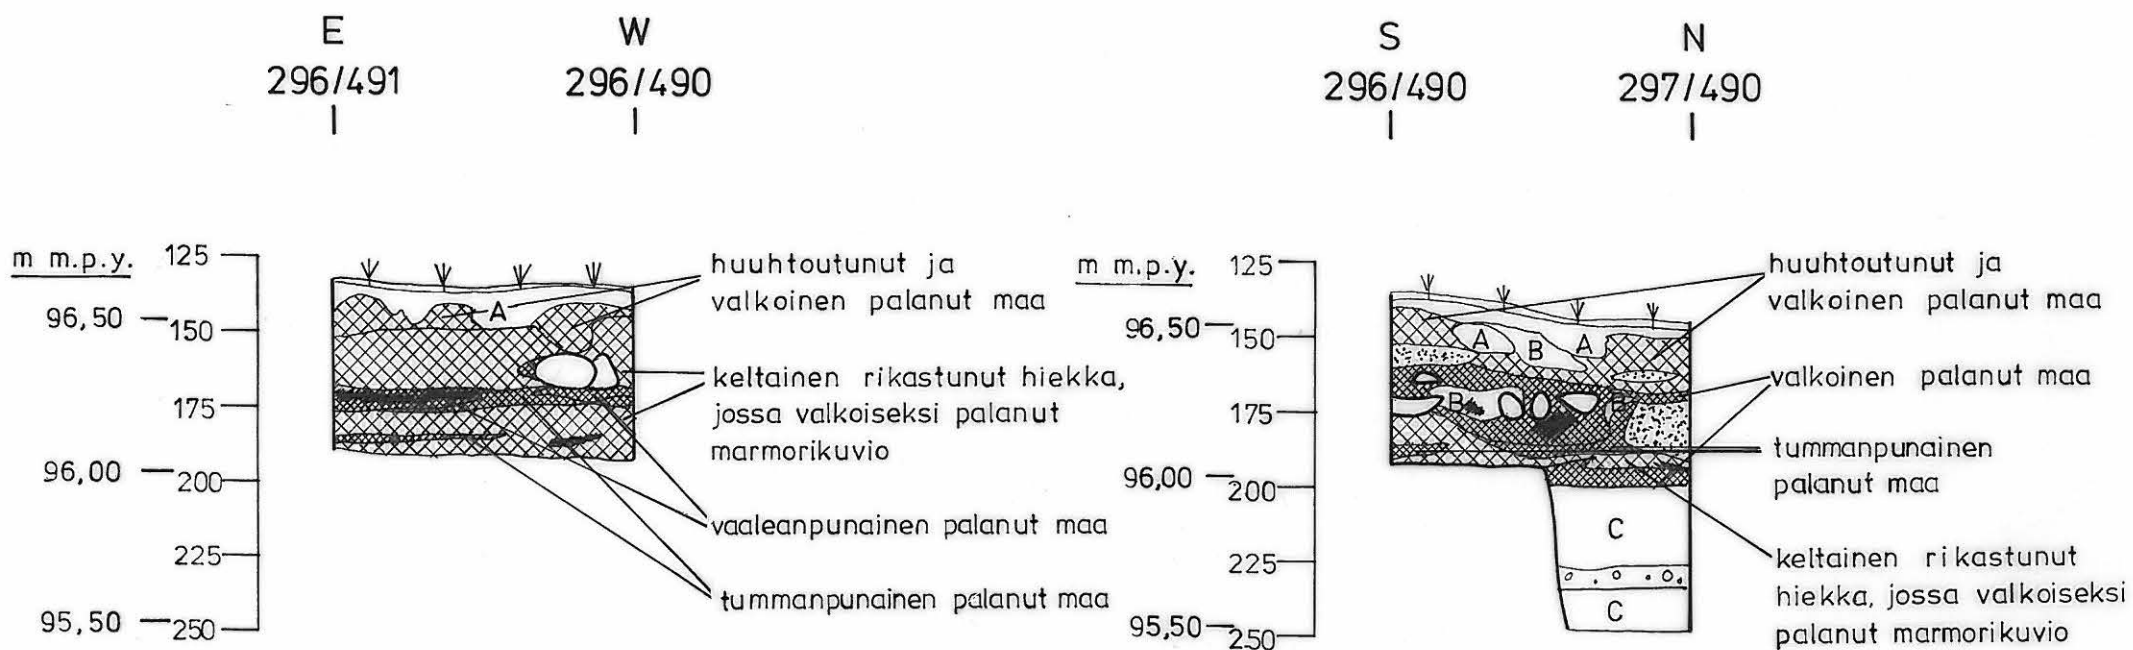 E
296/491
W
296/490
m m.p.y.
125
96,50
150
175
96,00
200
225
95,50
250
A
huuhtoutunut ja
valkoinen palanut maa
keltainen rikastunut hiekka,
jossa valkoiseksi palanut
marmorikuvio
vaaleanpunainen palanut maa
tummanpunainen palanut maa
S
296/490
N
297/490
m m.p.y.
125
96,50
150
175
96,00
200
225
95,50
250
A
B
A
B
B
C
C
huuhtoutunut ja
valkoinen palanut maa
valkoinen palanut maa
tummanpunainen
palanut maa
keltainen rikastunut
hiekka, jossa valkoiseksi
palanut marmorikuvio